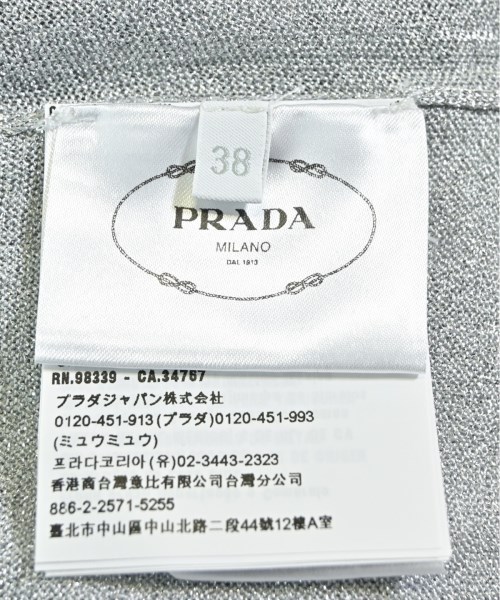 38
PRADA
MILANO
DAL 1913
RN.98339 - CA.34767
プラダジャパン株式会社
0120-451-913(プラダ)0120-451-993
(ミュウミュウ)
프라다코리아 (유)02-3443-2323
香港商台灣意比有限公司台灣分公司
886-2-2571-5255
臺北市中山區中山北路二段44號12樓A室